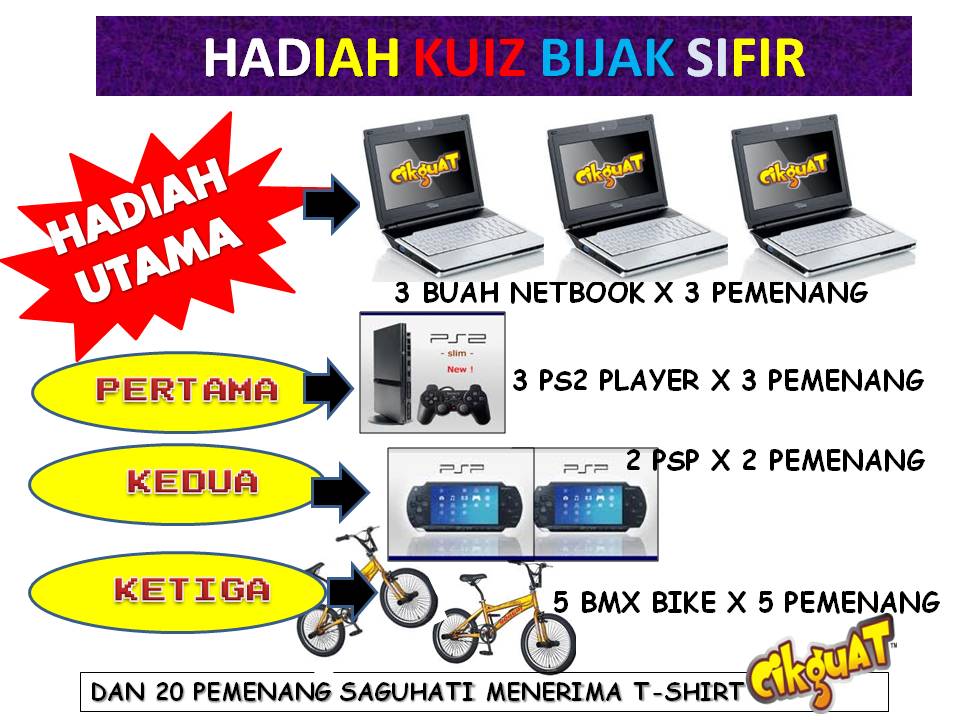 HADIAH KUIZ BIJAK SIFIR
HADIAH
UTAMA
CikguAT
CikguAT
CikguAT
3 BUAH NETBOOK X 3 PEMENANG
PERTAMA
PS2
- slim -
New !
3 PS2 PLAYER X 3 PEMENANG
KEDUA
PSP
PSP
2 PSP X 2 PEMENANG
KETIGA
5 BMX BIKE X 5 PEMENANG
DAN 20 PEMENANG SAGUHATI MENERIMA T-SHIRT
CikguAT™